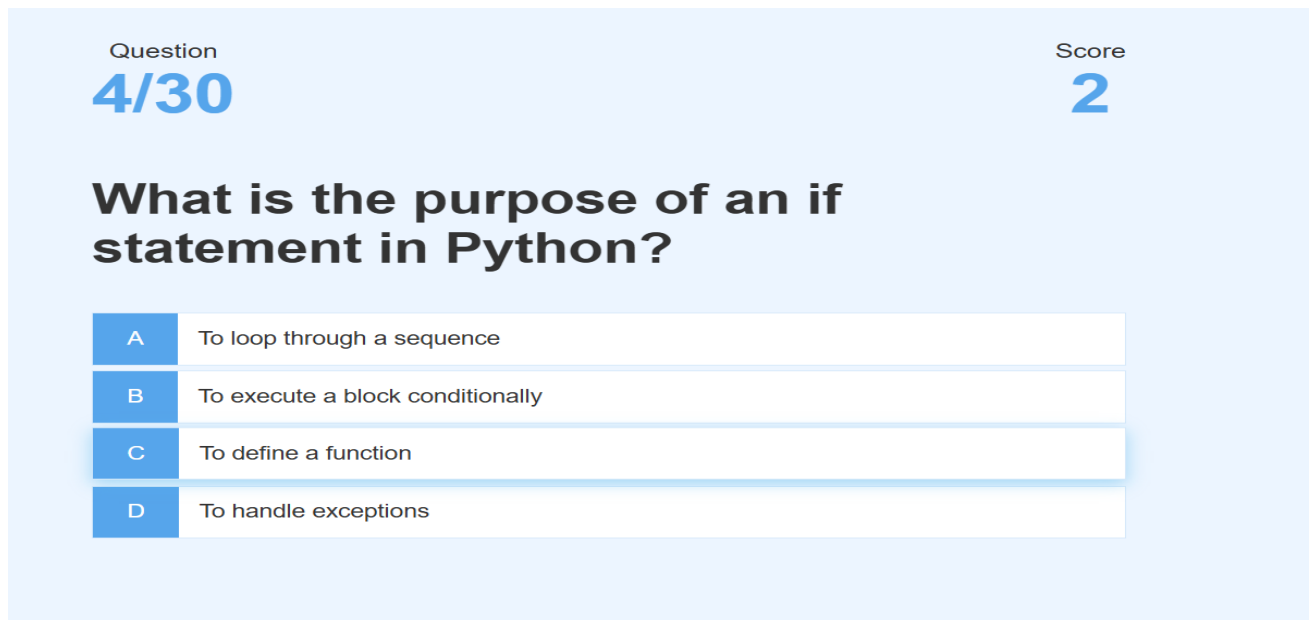 Question
4/30
Score
2
What is the purpose of an if
statement in Python?
A To loop through a sequence
B To execute a block conditionally
C To define a function
D To handle exceptions